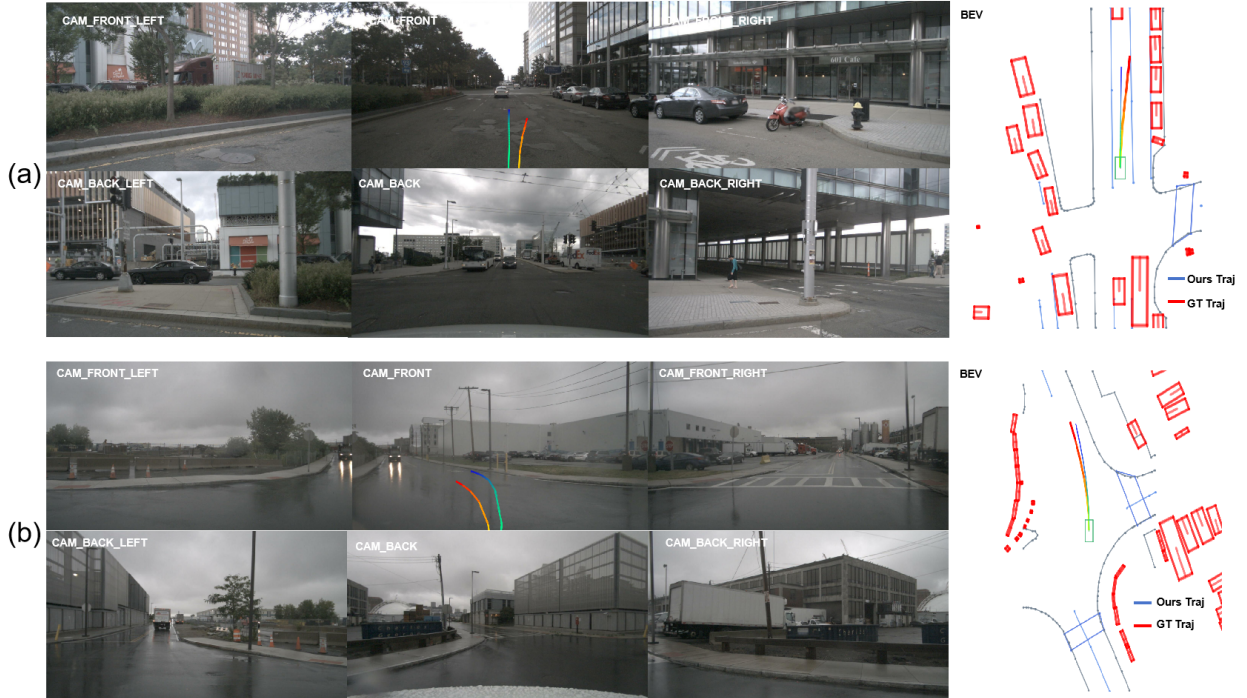 (a)
CAM_FRONT_LEFT
CAM_FRONT
CAM_FRONT_RIGHT
BEV
601 Cafe
CAM_BACK_LEFT
CAM_BACK
CAM_BACK_RIGHT
Ours Traj
GT Traj
(b)
CAM_FRONT_LEFT
CAM_FRONT
CAM_FRONT_RIGHT
BEV
CAM_BACK_LEFT
CAM_BACK
CAM_BACK_RIGHT
Ours Traj
GT Traj